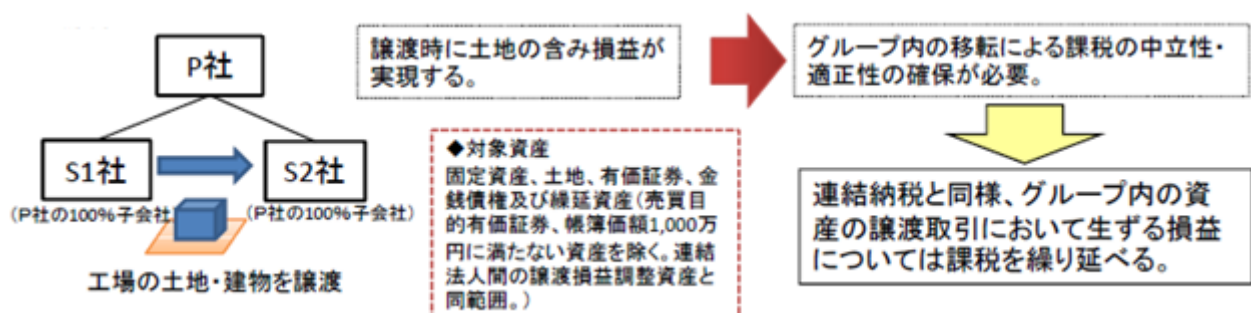 P社
S1社
S2社
(P社の100%子会社)
(P社の100%子会社)
工場の土地・建物を譲渡
譲渡時に土地の含み損益が
実現する。
◆対象資産
固定資産、土地、有価証券、金
銭債権及び繰延資産(売買目
的有価証券、帳簿価額1,000万
円に満たない資産を除く。連結
法人間の譲渡損益調整資産と
同範囲。)
グループ内の移転による課税の中立性・
適正性の確保が必要。
連結納税と同様、グループ内の資
産の譲渡取引において生ずる損益
については課税を繰り延べる。